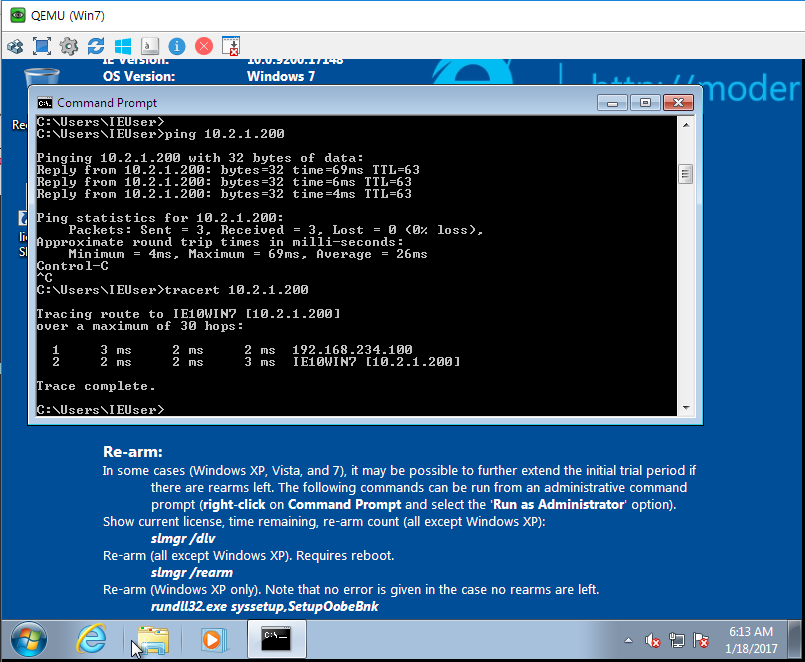 QEMU (Win7)
IE Version: 10.0.9200.17148
OS Version: Windows 7
http://moder
Command Prompt
C:\Users\IEUser>
C:\Users\IEUser>ping 10.2.1.200
Pinging 10.2.1.200 with 32 bytes of data:
Reply from 10.2.1.200: bytes=32 time=69ms TTL=63
Reply from 10.2.1.200: bytes=32 time=6ms TTL=63
Reply from 10.2.1.200: bytes=32 time=4ms TTL=63
Ping statistics for 10.2.1.200:
Packets: Sent = 3, Received = 3, Lost = 0 (0% loss),
Approximate round trip times in milli-seconds:
Minimum = 4ms, Maximum = 69ms, Average = 26ms
Control-C
^C
C:\Users\IEUser>tracert 10.2.1.200
Tracing route to IE10WIN7 [10.2.1.200]
over a maximum of 30 hops:
1 3 ms 2 ms 2 ms 192.168.234.100
2 2 ms 2 ms 3 ms IE10WIN7 [10.2.1.200]
Trace complete.
C:\Users\IEUser>
Re-arm:
In some cases (Windows XP, Vista, and 7), it may be possible to further extend the initial trial period if
there are rearms left. The following commands can be run from an administrative command
prompt (right-click on Command Prompt and select the 'Run as Administrator' option).
Show current license, time remaining, re-arm count (all except Windows XP):
slmgr /dlv
Re-arm (all except Windows XP). Requires reboot.
slmgr /rearm
Re-arm (Windows XP only). Note that no error is given in the case no rearms are left.
rundll32.exe syssetup,SetupOobeBnk
6:13 AM
1/18/2017